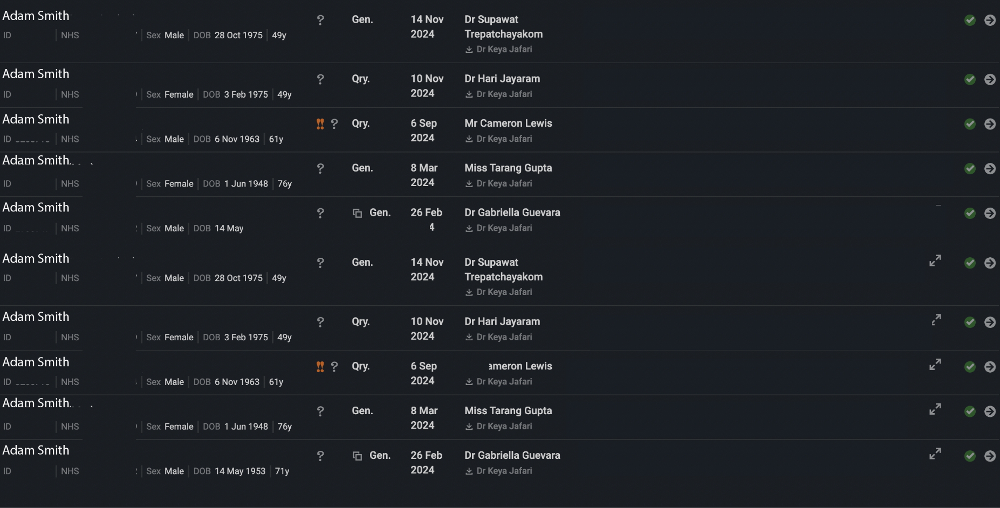 Adam Smith ? Gen. 14 Nov 2024 Dr Supawat Trepatchayakom
ID NHS Sex Male DOB 28 Oct 1975 49y Dr Keya Jafari
Adam Smith ? Qry. 10 Nov 2024 Dr Hari Jayaram
ID NHS Sex Female DOB 3 Feb 1975 49y Dr Keya Jafari
Adam Smith !! ? Qry. 6 Sep 2024 Mr Cameron Lewis
ID NHS Sex Male DOB 6 Nov 1963 61y Dr Keya Jafari
Adam Smith ? Gen. 8 Mar 2024 Miss Tarang Gupta
ID NHS Sex Female DOB 1 Jun 1948 76y Dr Keya Jafari
Adam Smith ? Gen. 26 Feb 4 Dr Gabriella Guevara
ID NHS Sex Male DOB 14 May Dr Keya Jafari
Adam Smith ? Gen. 14 Nov 2024 Dr Supawat Trepatchayakom
ID NHS Sex Male DOB 28 Oct 1975 49y Dr Keya Jafari
Adam Smith ? Qry. 10 Nov 2024 Dr Hari Jayaram
ID NHS Sex Female DOB 3 Feb 1975 49y Dr Keya Jafari
Adam Smith !! ? Qry. 6 Sep 2024 ameron Lewis
ID NHS Sex Male DOB 6 Nov 1963 61y Dr Keya Jafari
Adam Smith ? Gen. 8 Mar 2024 Miss Tarang Gupta
ID NHS Sex Female DOB 1 Jun 1948 76y Dr Keya Jafari
Adam Smith ? Gen. 26 Feb 2024 Dr Gabriella Guevara
ID NHS Sex Male DOB 14 May 1953 71y Dr Keya Jafari